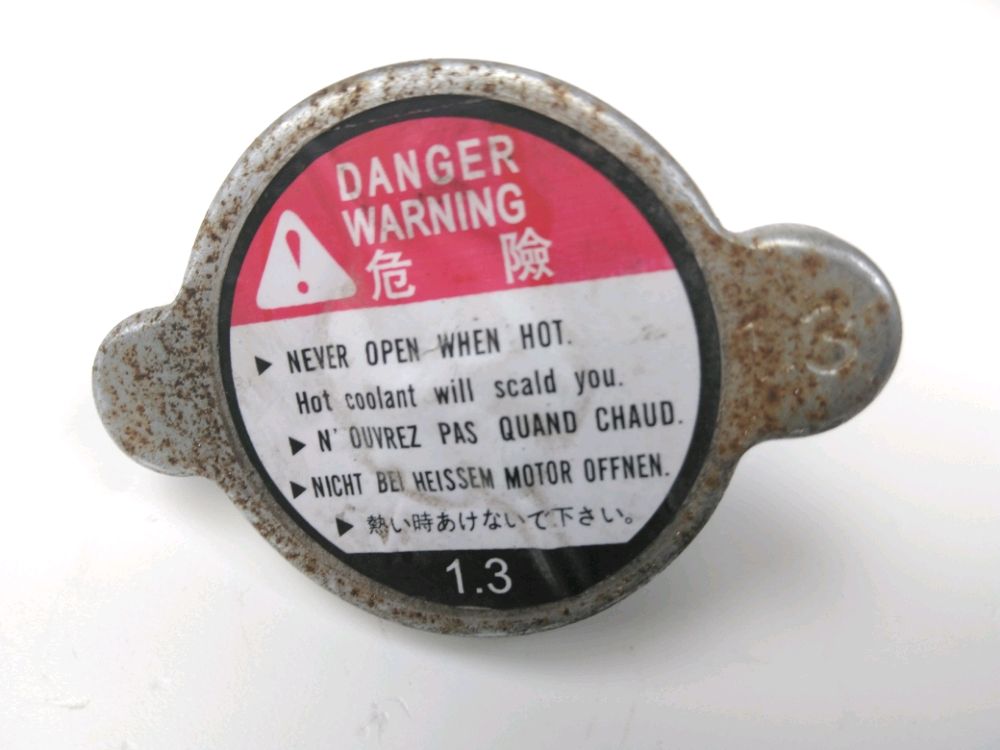 DANGER
WARNING
危 險
▶ NEVER OPEN WHEN HOT.
Hot coolant will scald you.
▶ N' OUVREZ PAS QUAND CHAUD.
▶ NICHT BEI HEISSEM MOTOR OFFNEN.
▶ 熱い時あけないで下さい。
1.3